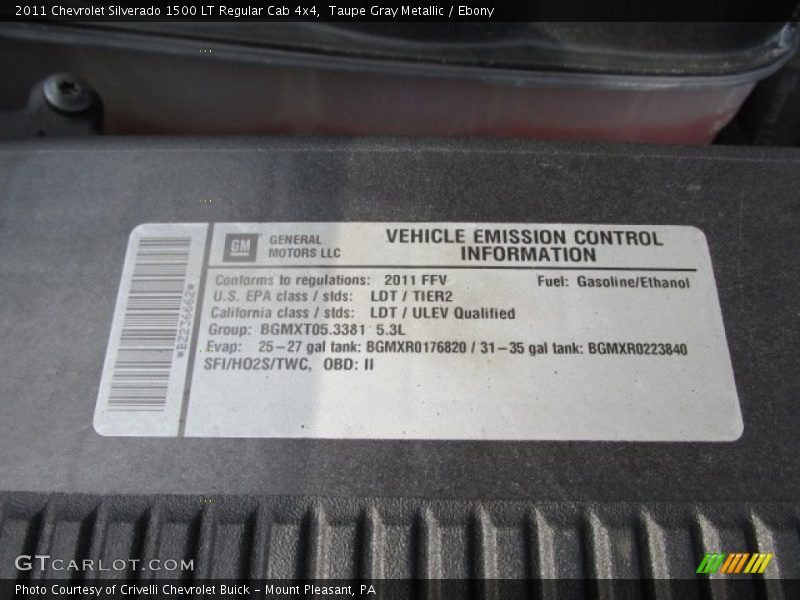 2011 Chevrolet Silverado 1500 LT Regular Cab 4x4, Taupe Gray Metallic / Ebony
GM GENERAL MOTORS LLC
VEHICLE EMISSION CONTROL
INFORMATION
Conforms to regulations: 2011 FFV Fuel: Gasoline/Ethanol
U.S. EPA class / stds: LDT / TIER2
California class / stds: LDT / ULEV Qualified
Group: BGMXT05.3381 5.3L
Evap: 25-27 gal tank: BGMXR0176820 / 31-35 gal tank: BGMXR0223840
SFI/HO2S/TWC, OBD: II
*BZ236662*
GTCARLOT.COM
Photo Courtesy of Crivelli Chevrolet Buick - Mount Pleasant, PA